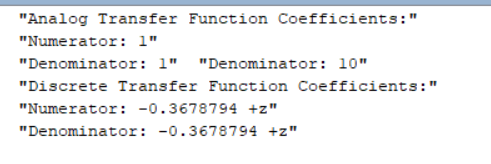 "Analog Transfer Function Coefficients:"
"Numerator: 1"
"Denominator: 1"  "Denominator: 10"
"Discrete Transfer Function Coefficients:"
"Numerator: -0.3678794 +z"
"Denominator: -0.3678794 +z"